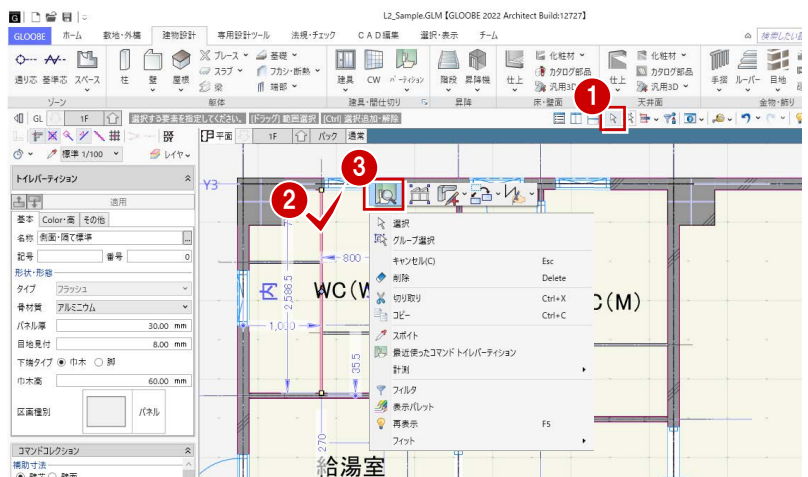 L2_Sample.GLM【GLOOBE 2022 Architect Build:12727】
GLOOBE ホーム 敷地・外構 建物設計 専用設計ツール 法規・チェック CAD編集 選択・表示 チーム 検索したい
通り芯 基準芯 スペース 柱 壁 屋根 ブレース スラブ 梁 基礎 フカシ・断熱 端部 建具 CW パーティション 階段 昇降機 仕上 化粧材 カタログ部品 汎用3D 仕上 化粧材 カタログ部品 汎用3D 手摺 ルーバー 目地
ゾーン 躯体 建具・間仕切り 昇降 床・壁面 天井面 金物・飾り
GL 1F 選択する要素を指定してください。 [ドラッグ]範囲選択 [Ctrl]選択追加・解除
1
平面 1F バック 通常
標準 1/100 レイヤ
トイレパーティション
適用
基本 Color・高 その他
名称 側面・隔て標準 ...
記号 番号 0
形状・形態
タイプ フラッシュ
骨材質 アルミニウム
パネル厚 30.00 mm
目地見付 8.00 mm
下端タイプ 巾木 脚
巾木高 60.00 mm
区画種別 パネル
コマンドコレクション
補助寸法
壁芯 壁面
Y3
2
3
800
2,586.5
WC(W
1,000
35.5
C(M)
270
給湯室
選択
グループ選択
キャンセル(C) Esc
削除 Delete
切り取り Ctrl+X
コピー Ctrl+C
スポイト
最近使ったコマンド トイレパーティション
計測
フィルタ
表示パレット
再表示 F5
フィット